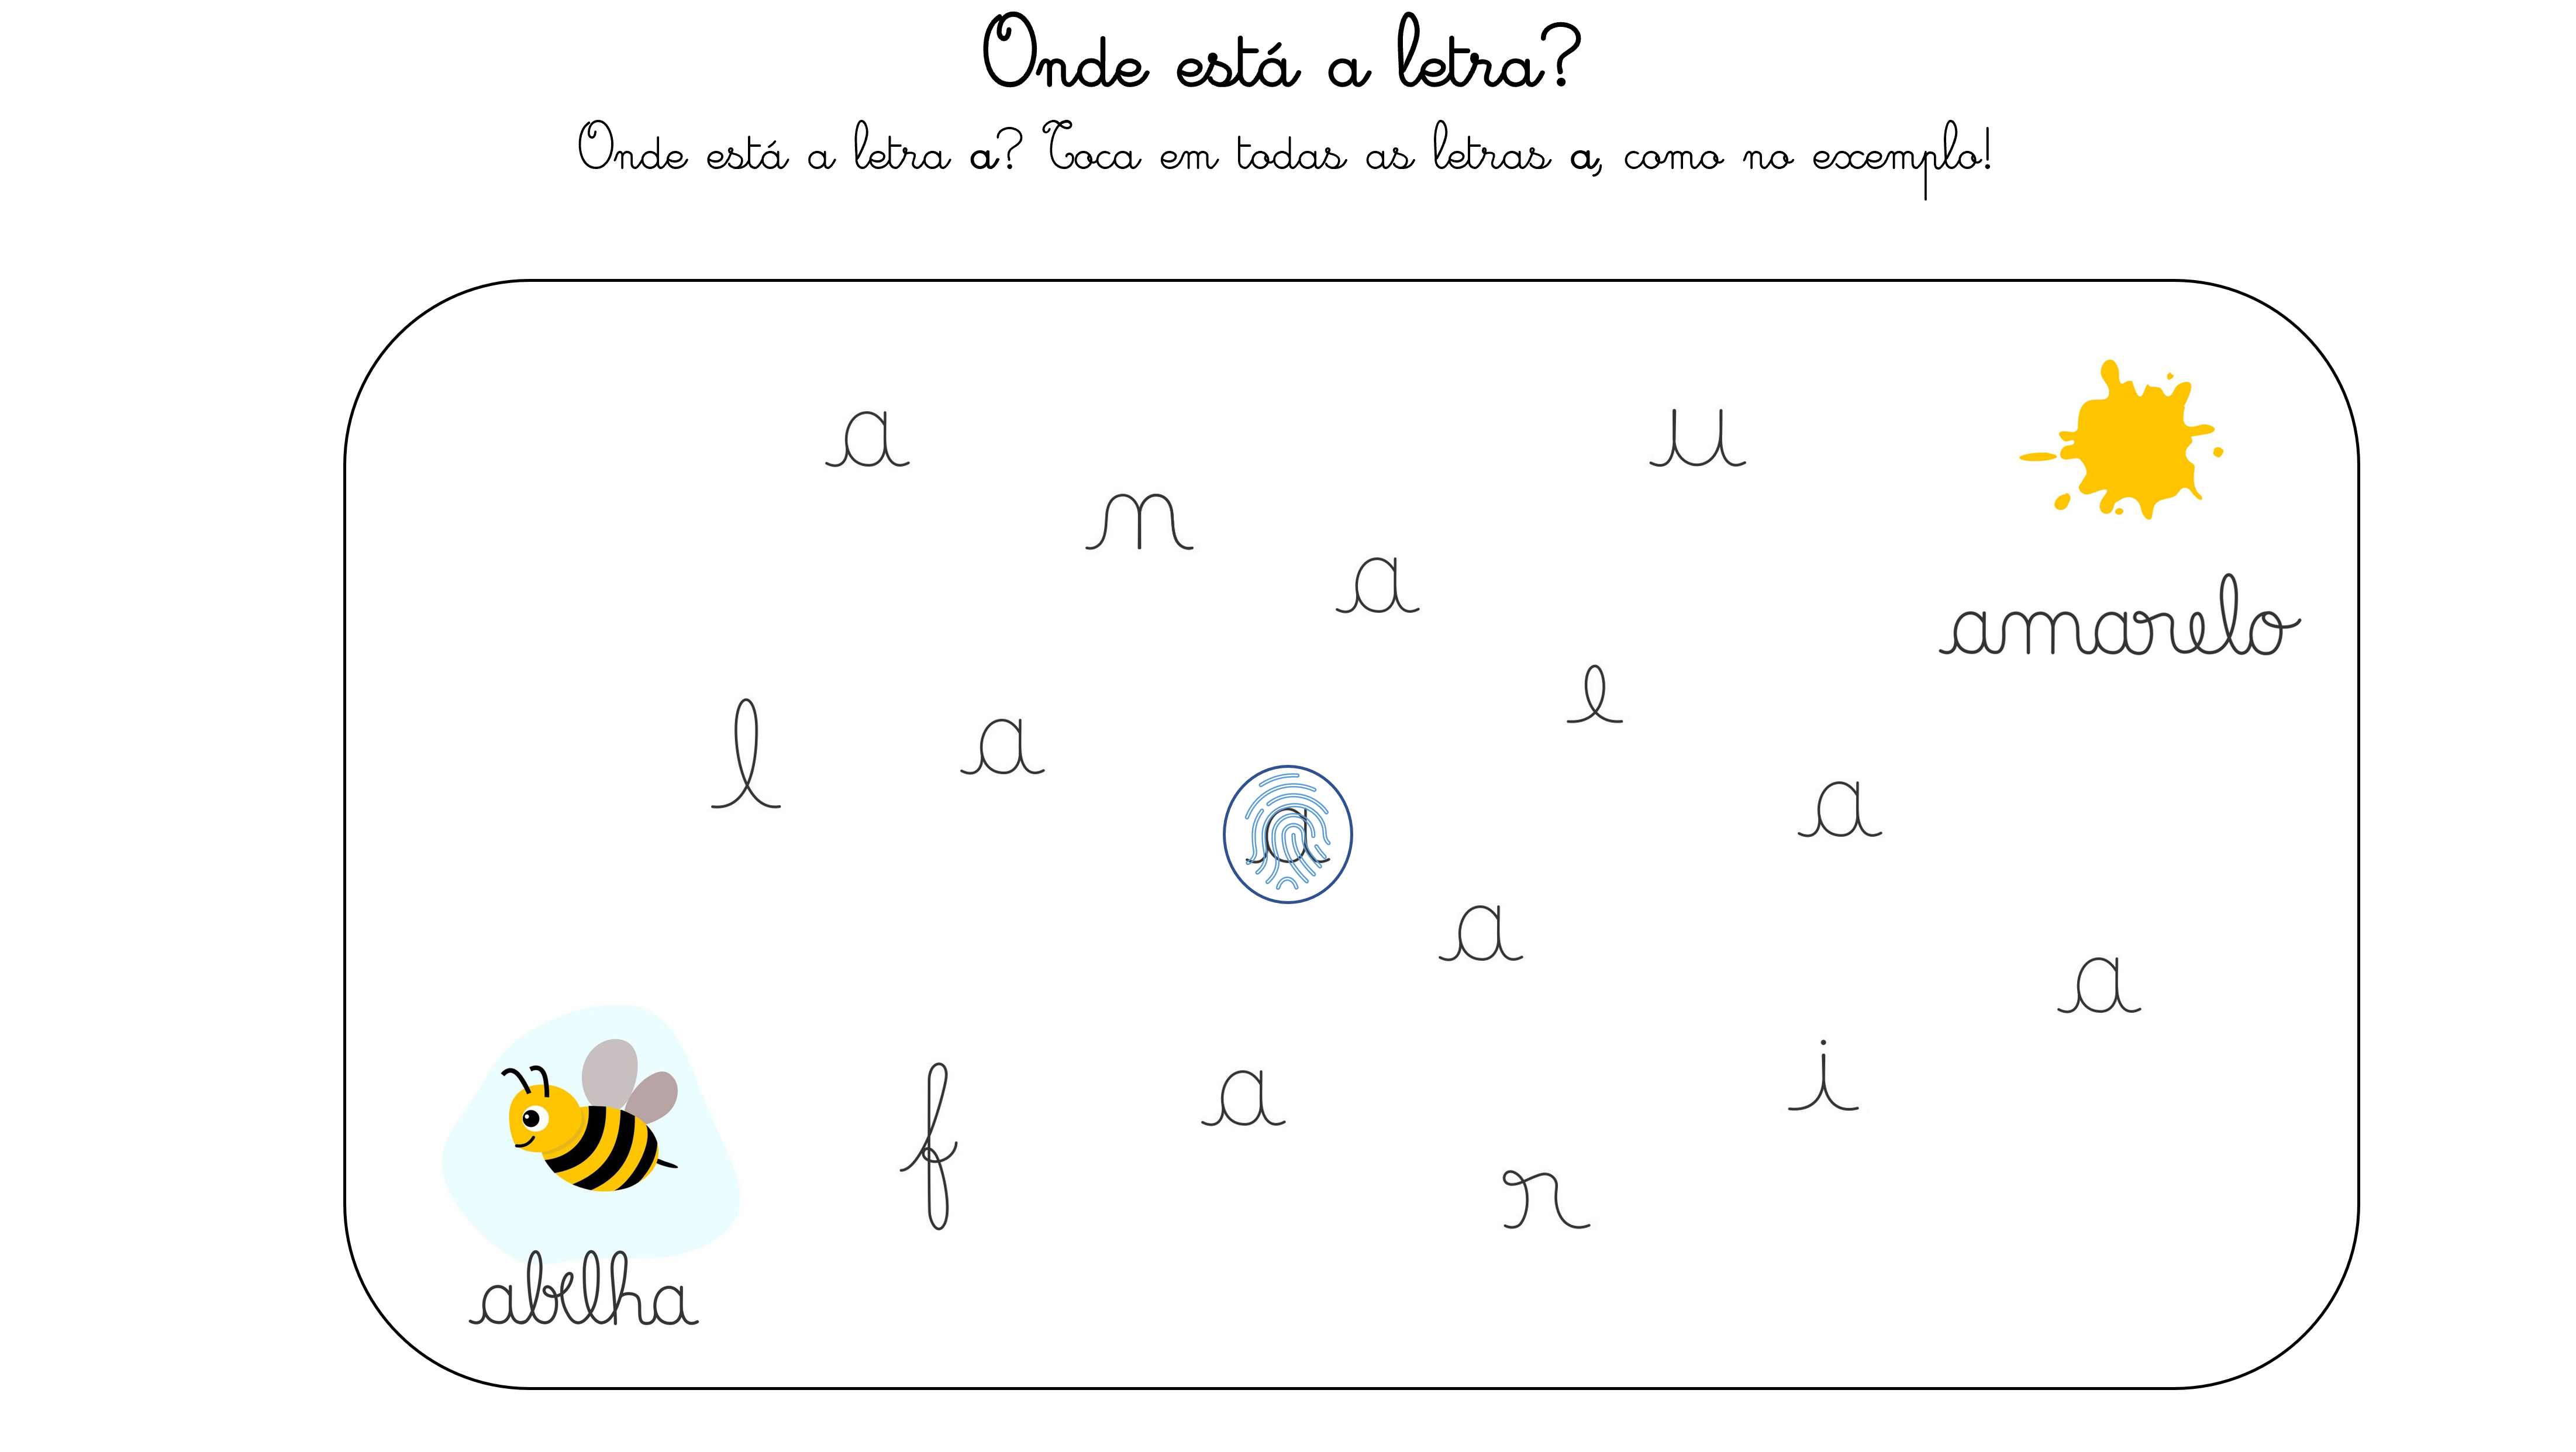 Onde está a letra?
Onde está a letra a? Toca em todas as letras a, como no exemplo!
a
u
m
a
amarelo
e
l
a
a
a
a
a
i
f
a
r
abelha